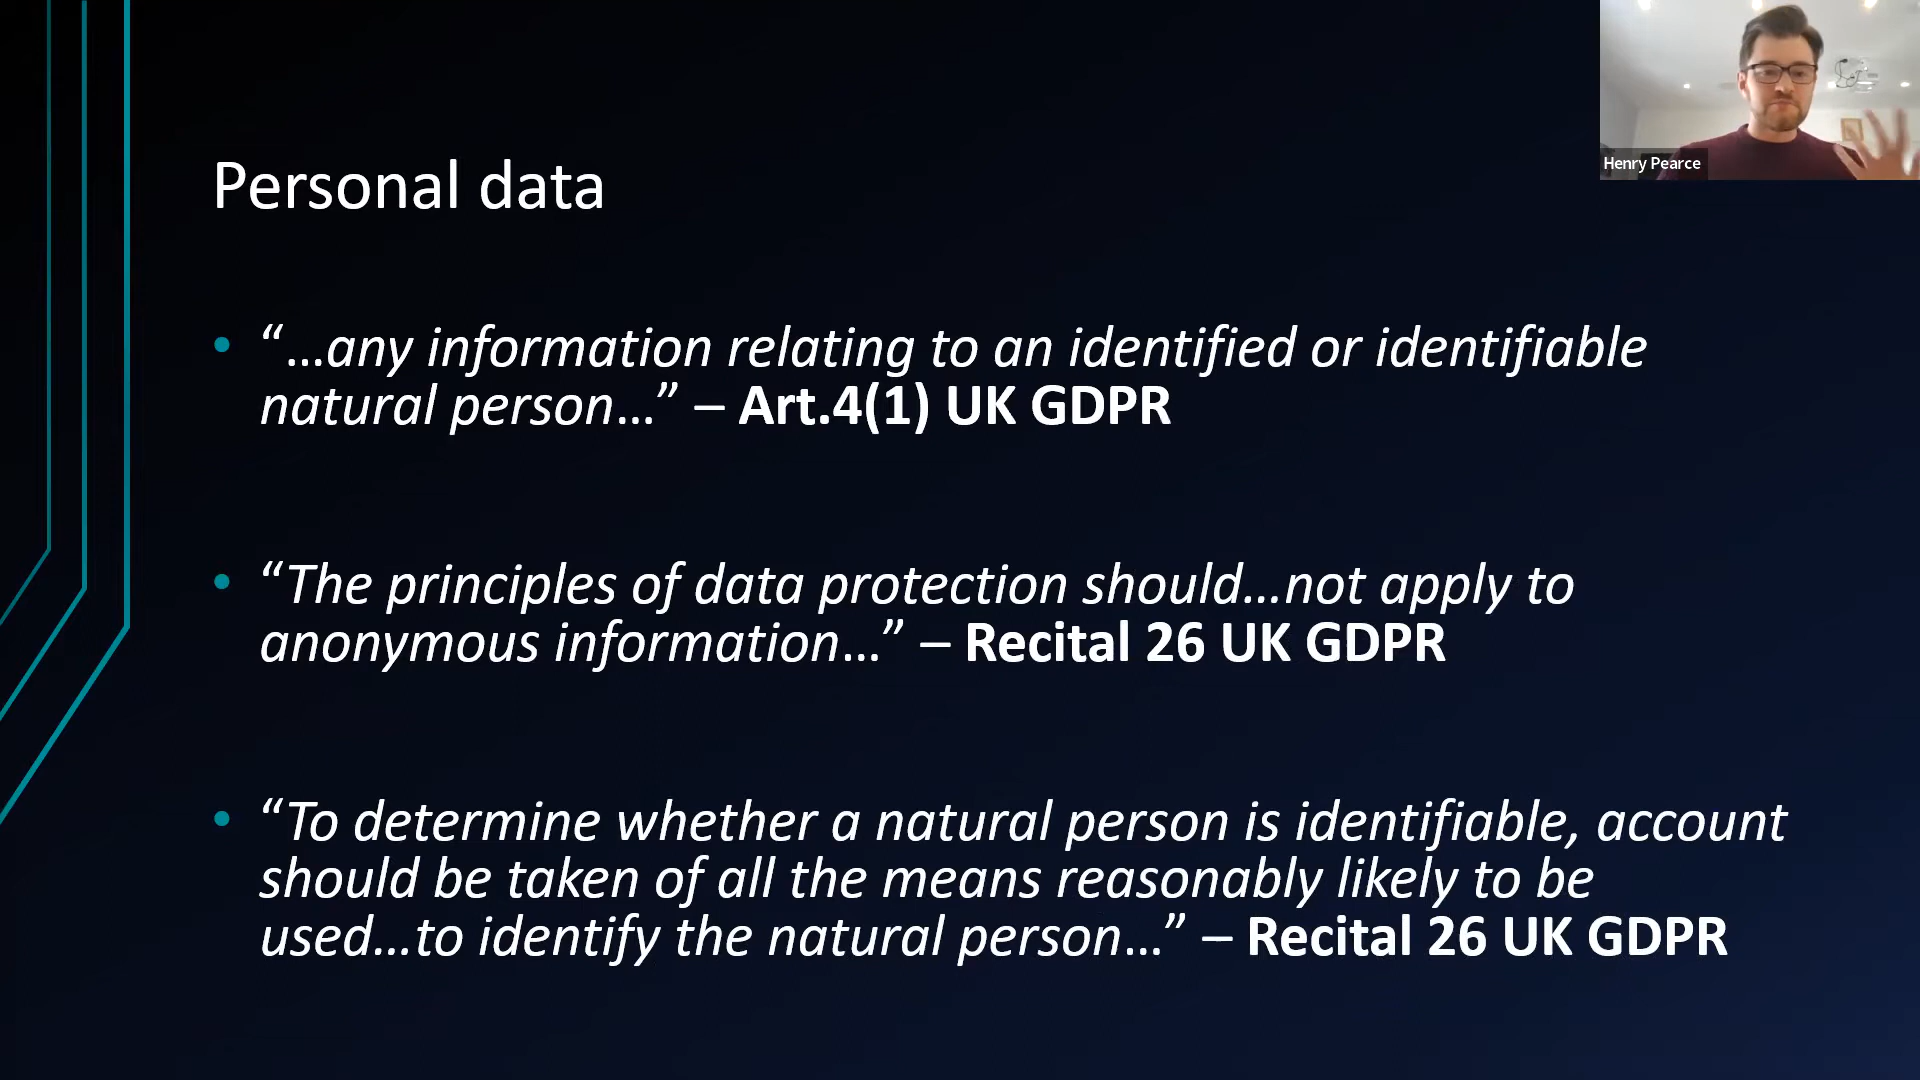 Henry Pearce
Personal data
• “…any information relating to an identified or identifiable
natural person…” – Art.4(1) UK GDPR
• “The principles of data protection should…not apply to
anonymous information…” – Recital 26 UK GDPR
• “To determine whether a natural person is identifiable, account
should be taken of all the means reasonably likely to be
used…to identify the natural person…” – Recital 26 UK GDPR